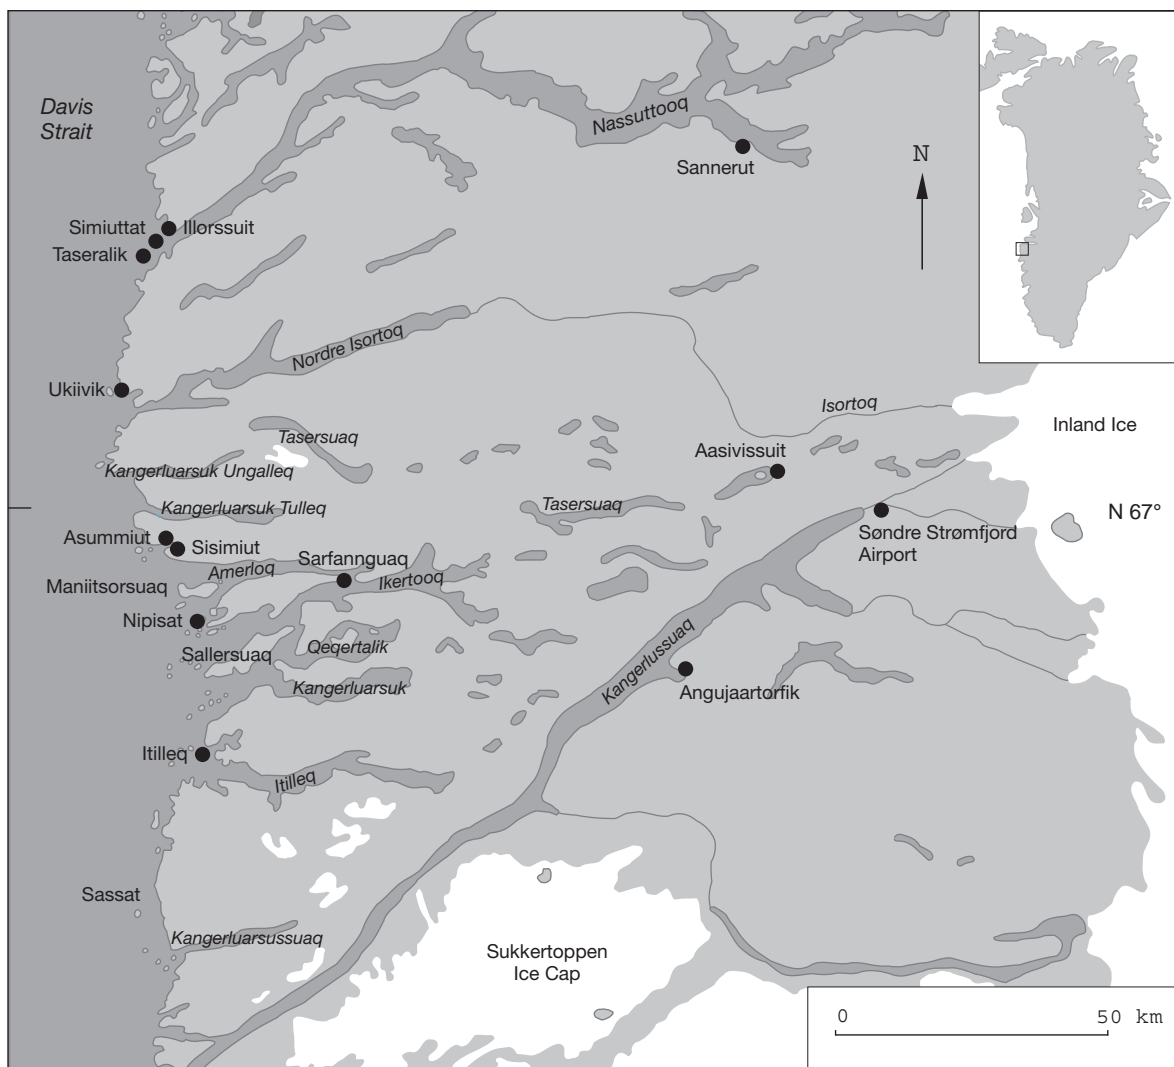 Davis
Strait
Nassuttooq
Sannerut
N
Simiuttat
Illorssuit
Taseralik
Nordre Isortoq
Ukiivik
Isortoq
Inland Ice
Tasersuaq
Aasivissuit
Kangerluarsuk Ungalleq
Tasersuaq
Kangerluarsuk Tulleq
N 67°
Asummiut
Sisimiut
Søndre Strømfjord
Airport
Sarfannguaq
Amerloq
Ikertooq
Maniitsorsuaq
Nipisat
Qeqertalik
Sallersuaq
Kangerlussuaq
Kangerluarsuk
Angujaartorfik
Itilleq
Itilleq
Sassat
Kangerluarsussuaq
Sukkertoppen
Ice Cap
0 50 km